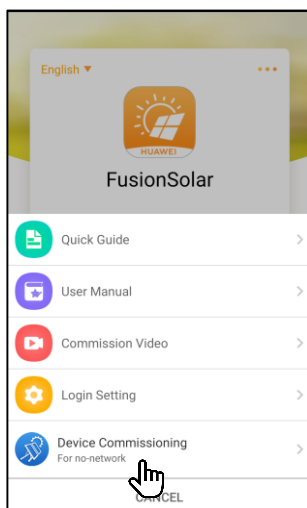 English ▼
HUAWEI
FusionSolar
Quick Guide
User Manual
Commission Video
Login Setting
Device Commissioning
For no-network
CANCEL